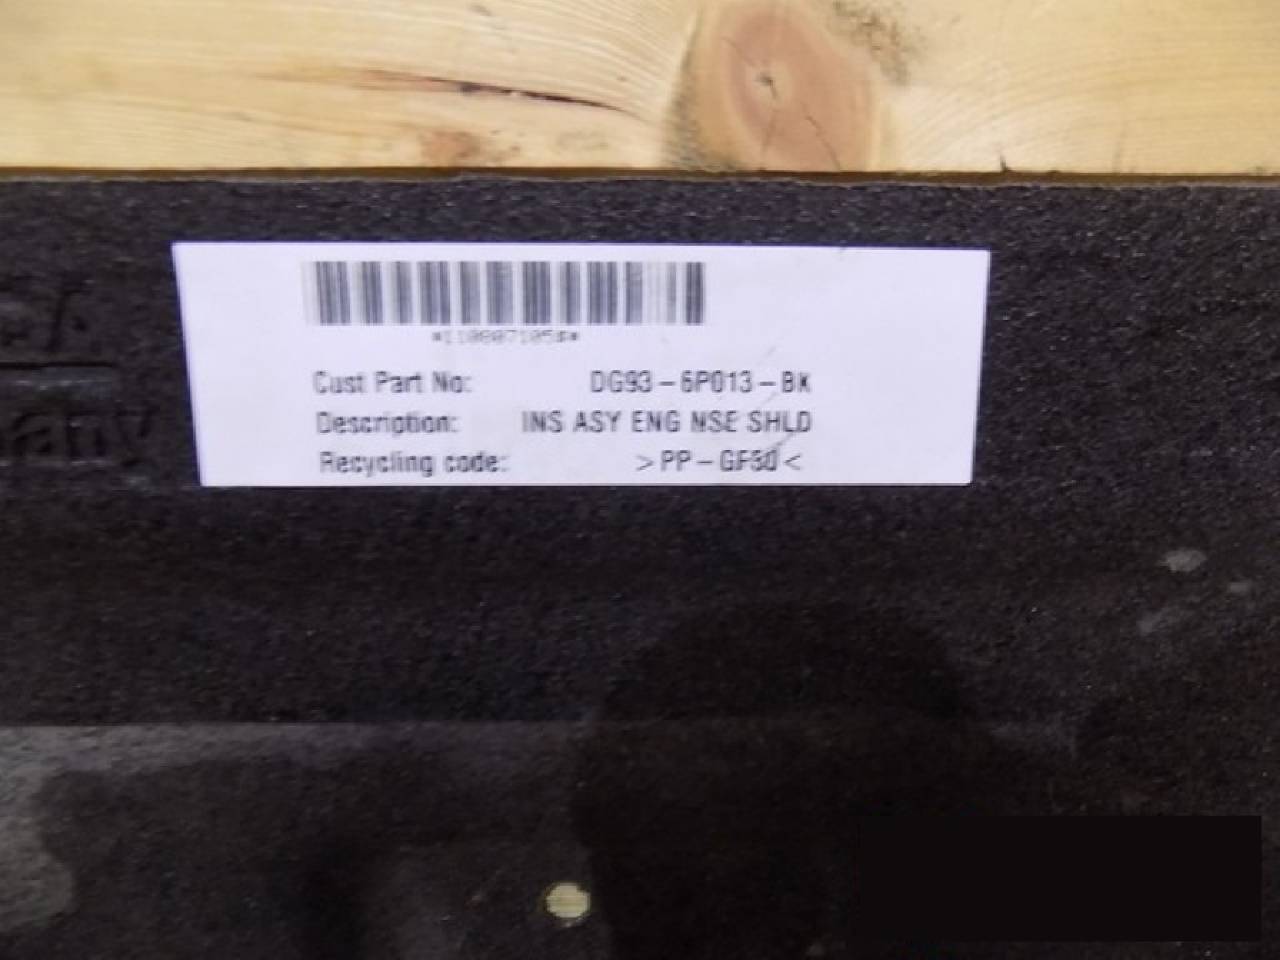 Cust Part No: DG93-6P013-BK
Description: INS ASY ENG NSE SHLD
Recycling code: >PP-GF30<